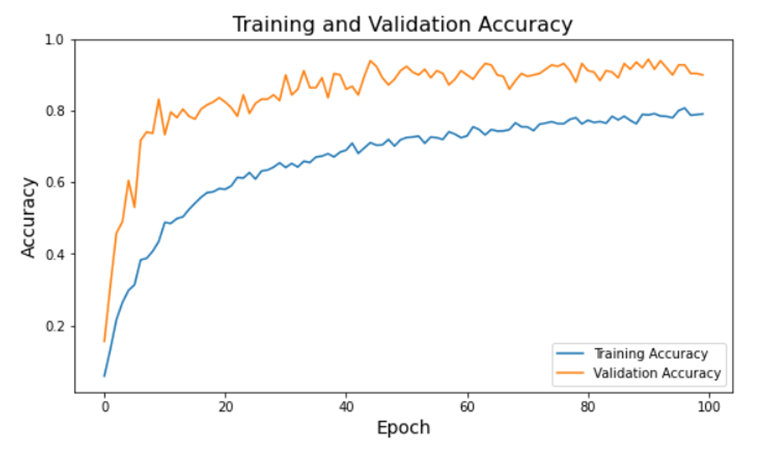 Training and Validation Accuracy
1.0
0.8
0.6
0.4
0.2
Accuracy
Training Accuracy
Validation Accuracy
0 20 40 60 80 100
Epoch